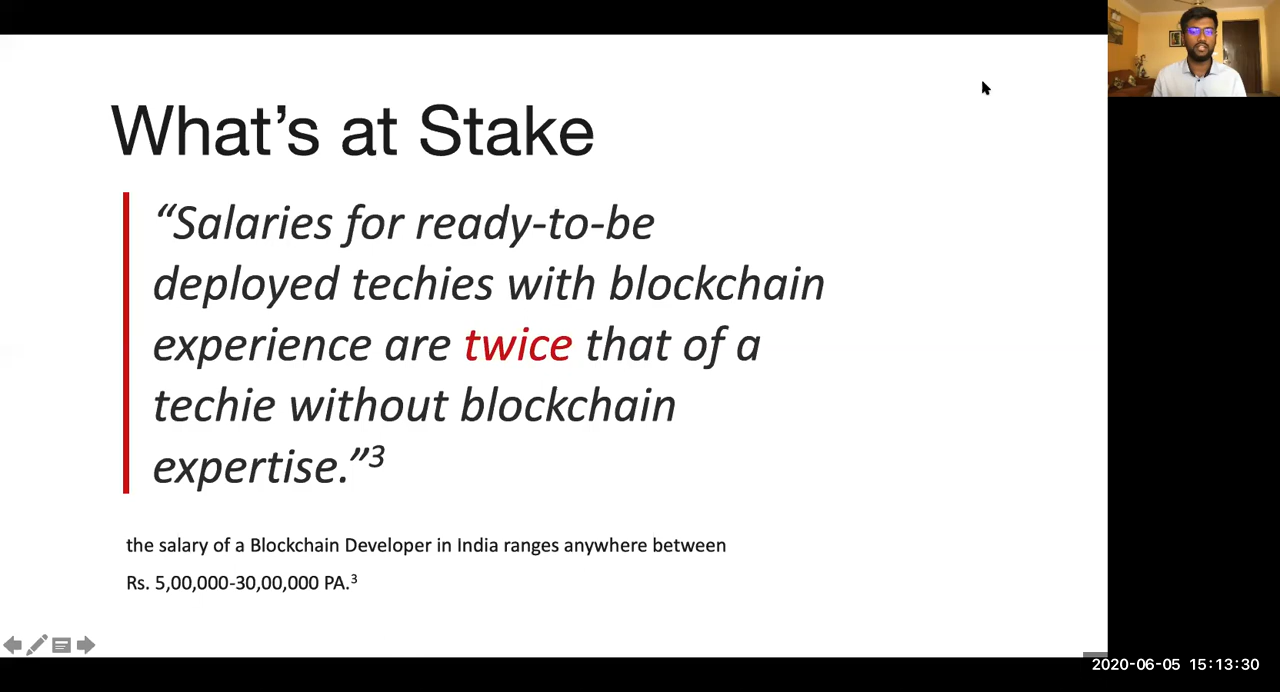 What’s at Stake
“Salaries for ready-to-be
deployed techies with blockchain
experience are twice that of a
techie without blockchain
expertise.”³
the salary of a Blockchain Developer in India ranges anywhere between
Rs. 5,00,000-30,00,000 PA.³
2020-06-05 15:13:30